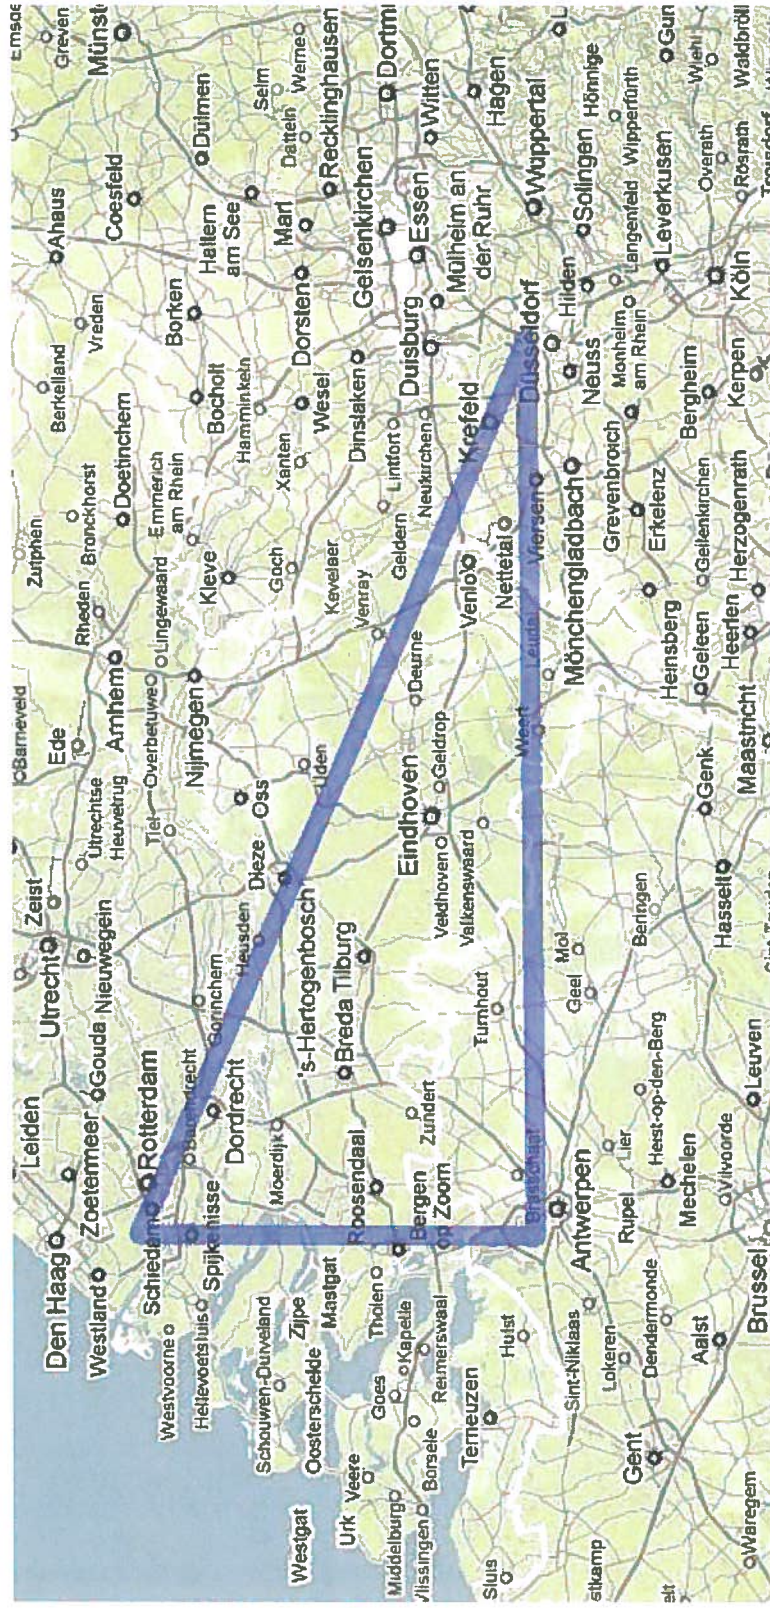 Den Haag
Leiden
Zoetermeer
Westland
Gouda
Utrecht
Zeist
Nieuwegein
Utrechtse
Heuvelrug
Ede
Barneveld
Arnhem
Rheden
Zutphen
Bronckhorst
Doetinchem
Berkelland
Vreden
Ahaus
Coesfeld
Greven
Münst
Schiedam
Rotterdam
Westvoorne
Spijkenisse
Hellevoetsluis
Dordrecht
Gorinchem
Tiel
Overbetuwe
Lingewaard
Nijmegen
Emmerich
am Rhein
Kleve
Bocholt
Borken
Hamminkeln
Haltern
am See
Dülmen
Selm
Datteln
Werne
Schouwen-Duiveland
Zijpe
Oosterschelde
Mastgat
Moerdijk
Heusden
Dieze
's-Hertogenbosch
Oss
Uden
Goch
Xanten
Wesel
Dorsten
Marl
Recklinghausen
Westgat
Urk
Veere
Tholen
Roosendaal
Breda
Tilburg
Kevelaer
Venray
Geldern
Dinslaken
Lintfort
Neukirchen
Gelsenkirchen
Essen
Dortm
Witten
Middelburg
Vlissingen
Goes
Kapelle
Borsele
Reimerswaal
Bergen
Zoom
Zundert
Eindhoven
Veldhoven
Geldrop
Valkenswaard
Deurne
Venlo
Krefeld
Duisburg
Mülheim an
der Ruhr
Hagen
Sluis
Terneuzen
Hulst
Turnhout
Weert
Leudal
Nettetal
Viersen
Düsseldorf
Wuppertal
Antwerpen
Mol
Geel
Mönchengladbach
Neuss
Hilden
Solingen
Hönnige
Wipperfürth
Sint-Niklaas
Lokeren
Dendermonde
Rupel
Lier
Heist-op-den-Berg
Mechelen
Beringen
Heinsberg
Erkelenz
Grevenbroich
Monheim
am Rhein
Langenfeld
Leverkusen
Gum
Gent
Aalst
Vilvoorde
Genk
Geleen
Geilenkirchen
Bergheim
Köln
Overath
Wiehl
Waregem
Brussel
Leuven
Hasselt
Maastricht
Heerlen
Herzogenrath
Kerpen
Rösrath
Waldbröl